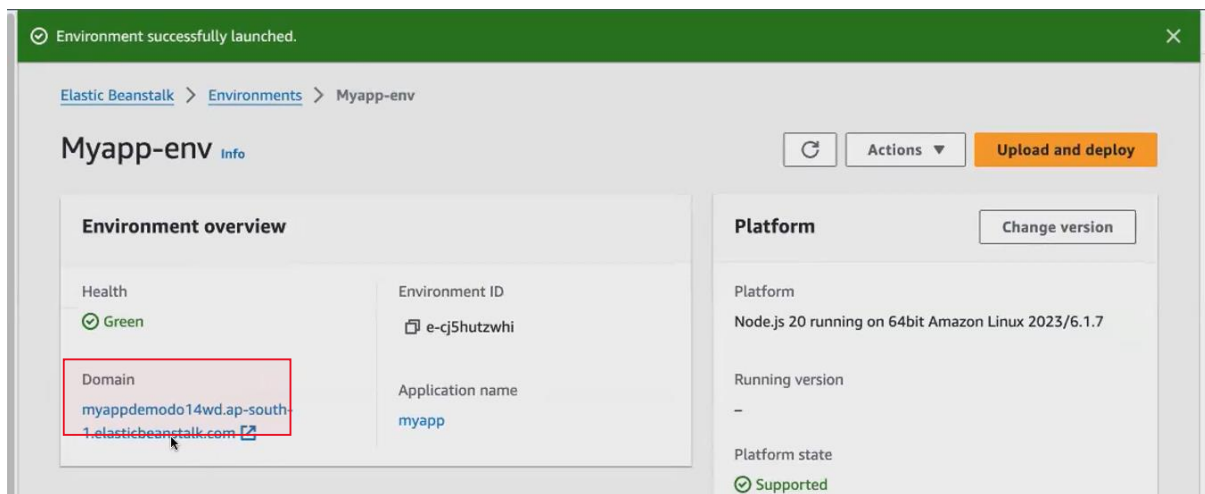 Environment successfully launched.
Elastic Beanstalk > Environments > Myapp-env
Myapp-env Info
Actions ▼
Upload and deploy
Environment overview
Health
Green
Environment ID
e-cj5hutzwhi
Domain
myappdemodo14wd.ap-south-
1.elasticbeanstalk.com
Application name
myapp
Platform
Change version
Platform
Node.js 20 running on 64bit Amazon Linux 2023/6.1.7
Running version
–
Platform state
Supported